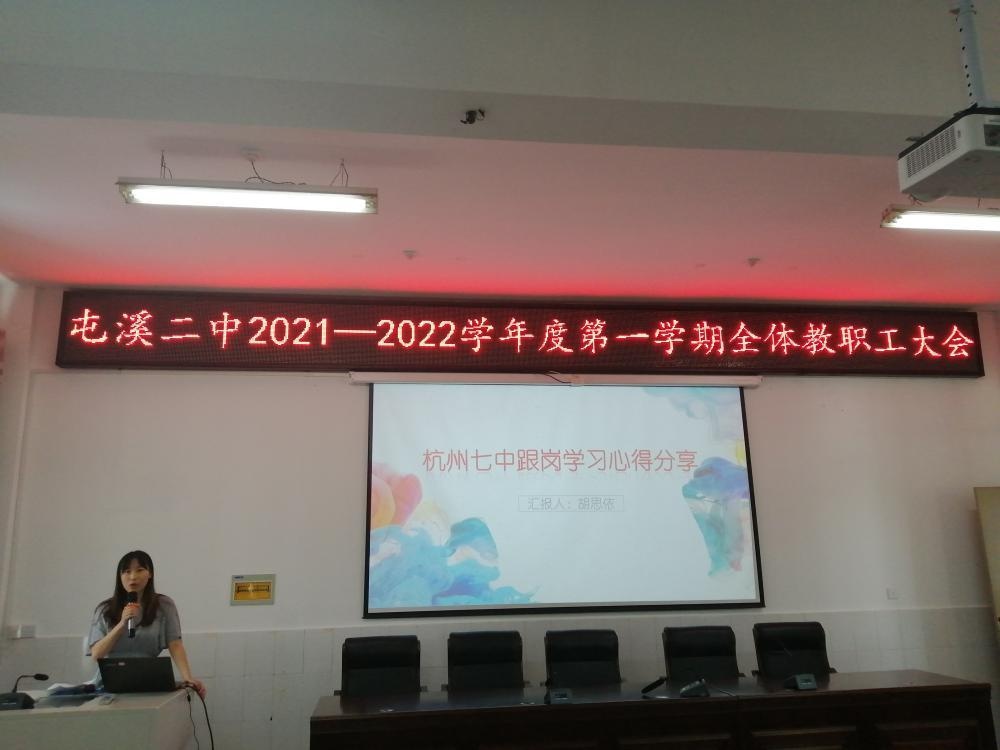 屯溪二中2021—2022学年度第一学期全体教职工大会
杭州七中跟岗学习心得分享
汇报人：胡思依